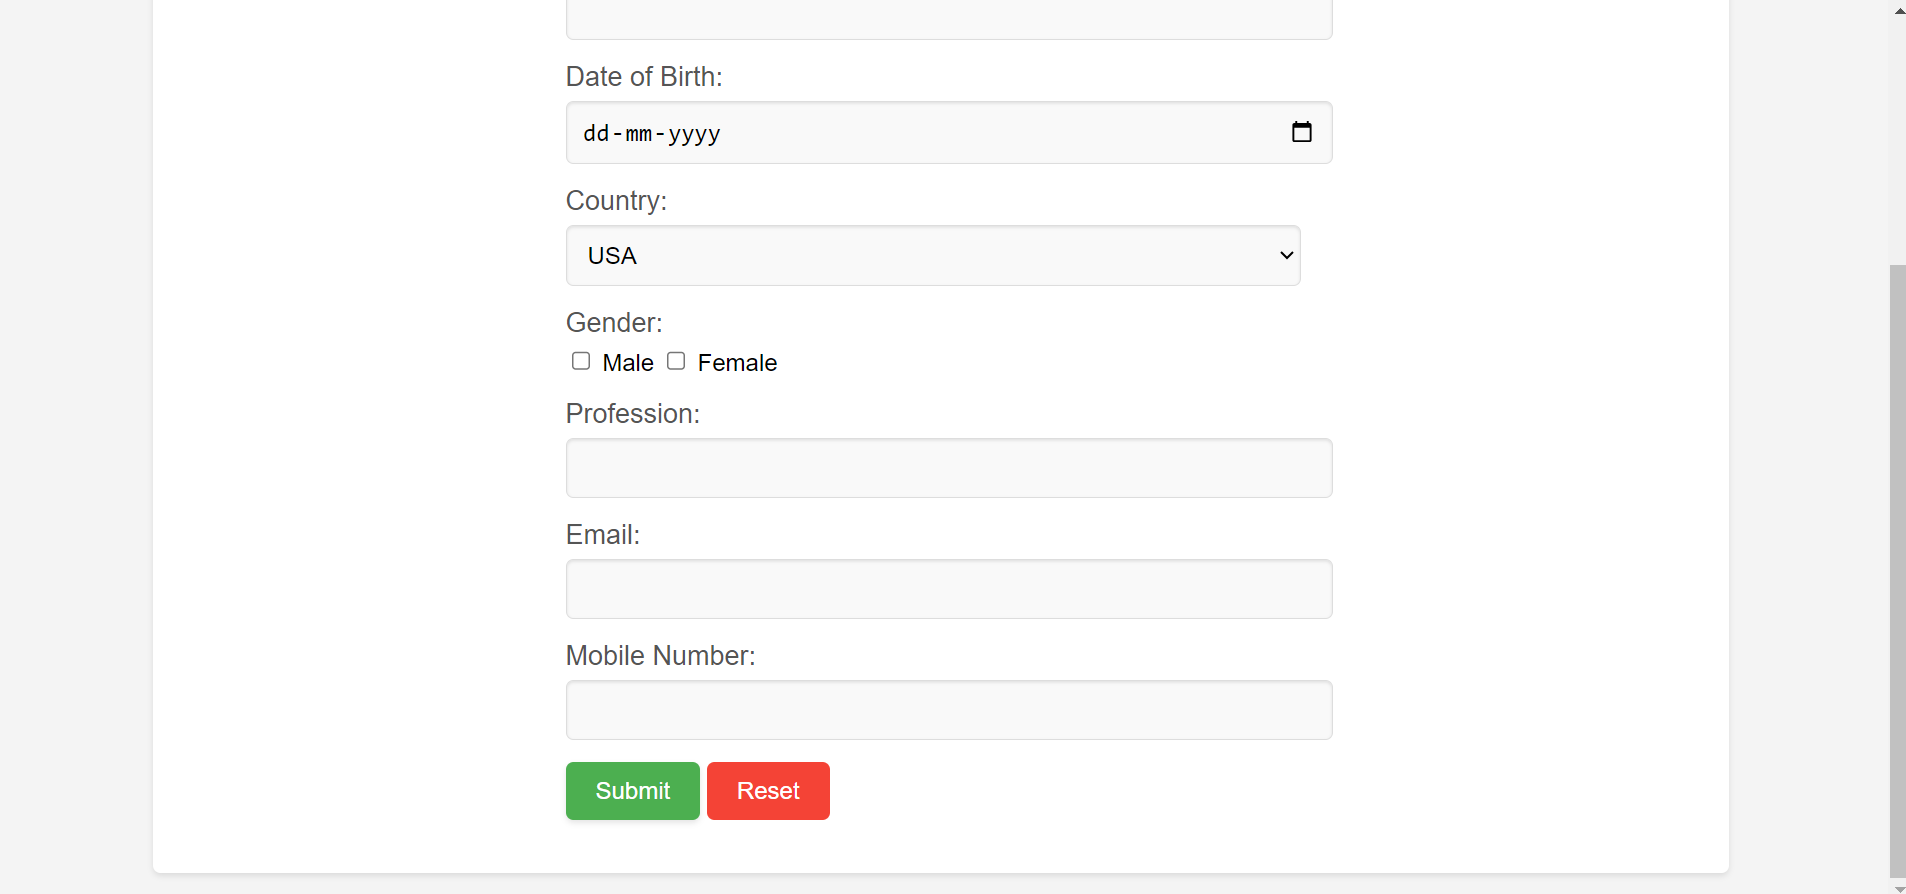 Date of Birth:
dd-mm-yyyy
Country:
USA
Gender:
Male Female
Profession:
Email:
Mobile Number:
Submit Reset